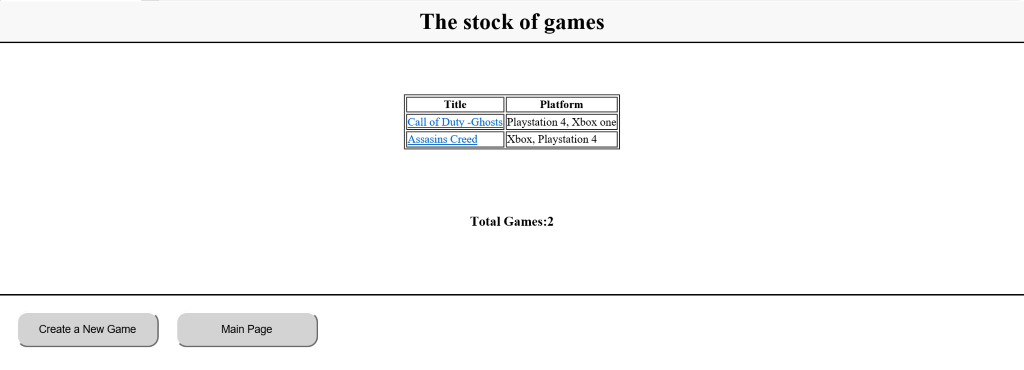 The stock of games
Title Platform
Call of Duty -Ghosts Playstation 4, Xbox one
Assasins Creed Xbox, Playstation 4
Total Games:2
Create a New Game Main Page